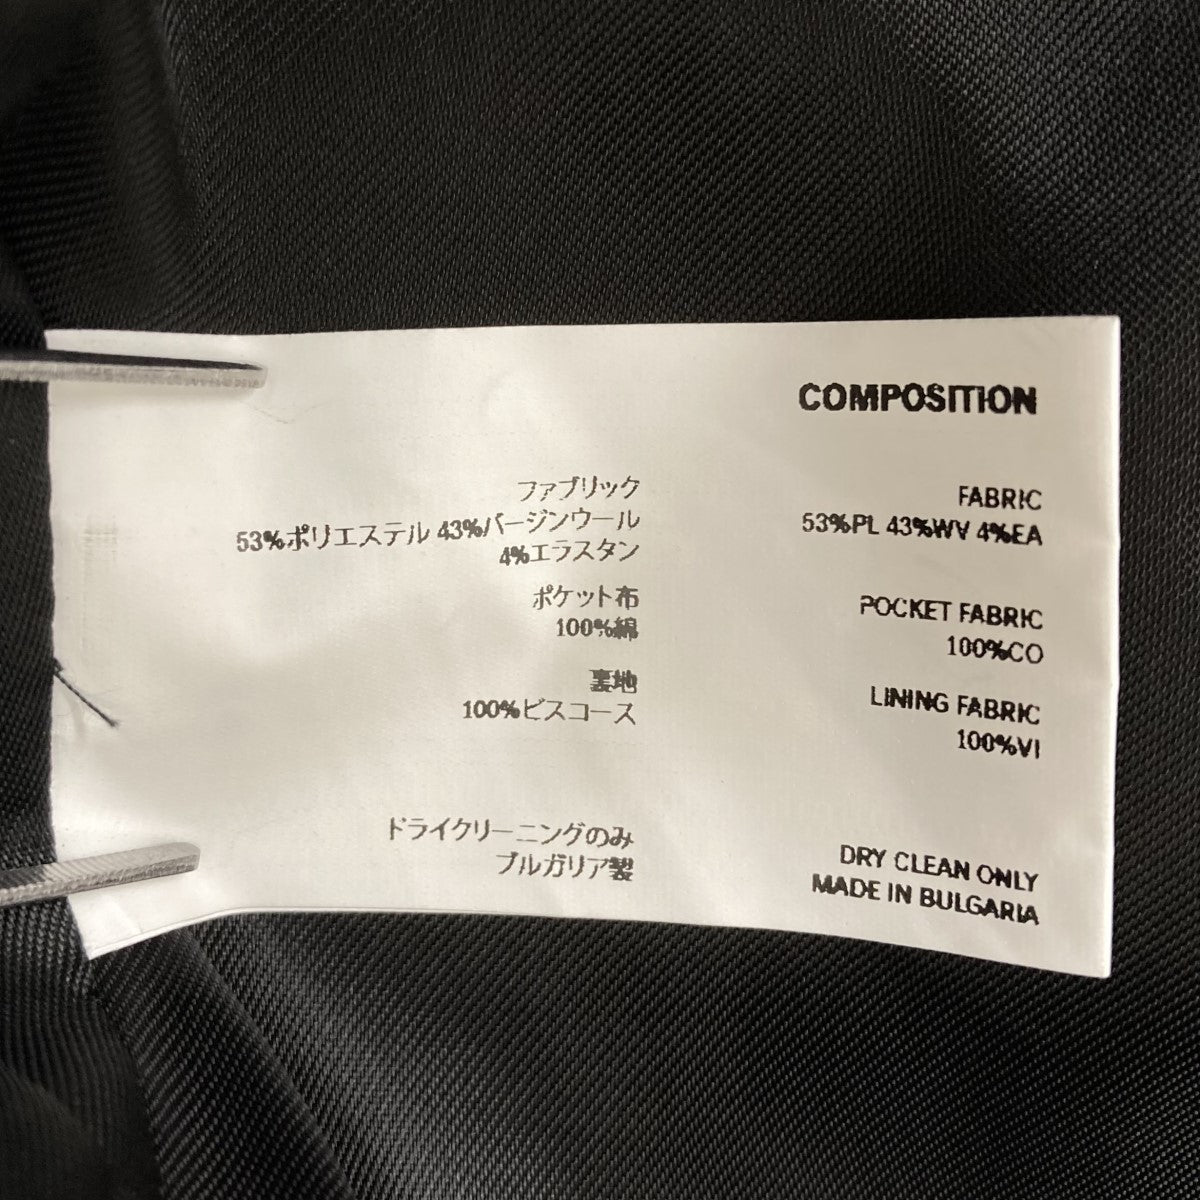 COMPOSITION
ファブリック
53%ポリエステル 43%バージンウール
4%エラスタン
ポケット布
100%綿
裏地
100%ビスコース
ドライクリーニングのみ
ブルガリア製
FABRIC
53%PL 43%WV 4%EA
POCKET FABRIC
100%CO
LINING FABRIC
100%VI
DRY CLEAN ONLY
MADE IN BULGARIA